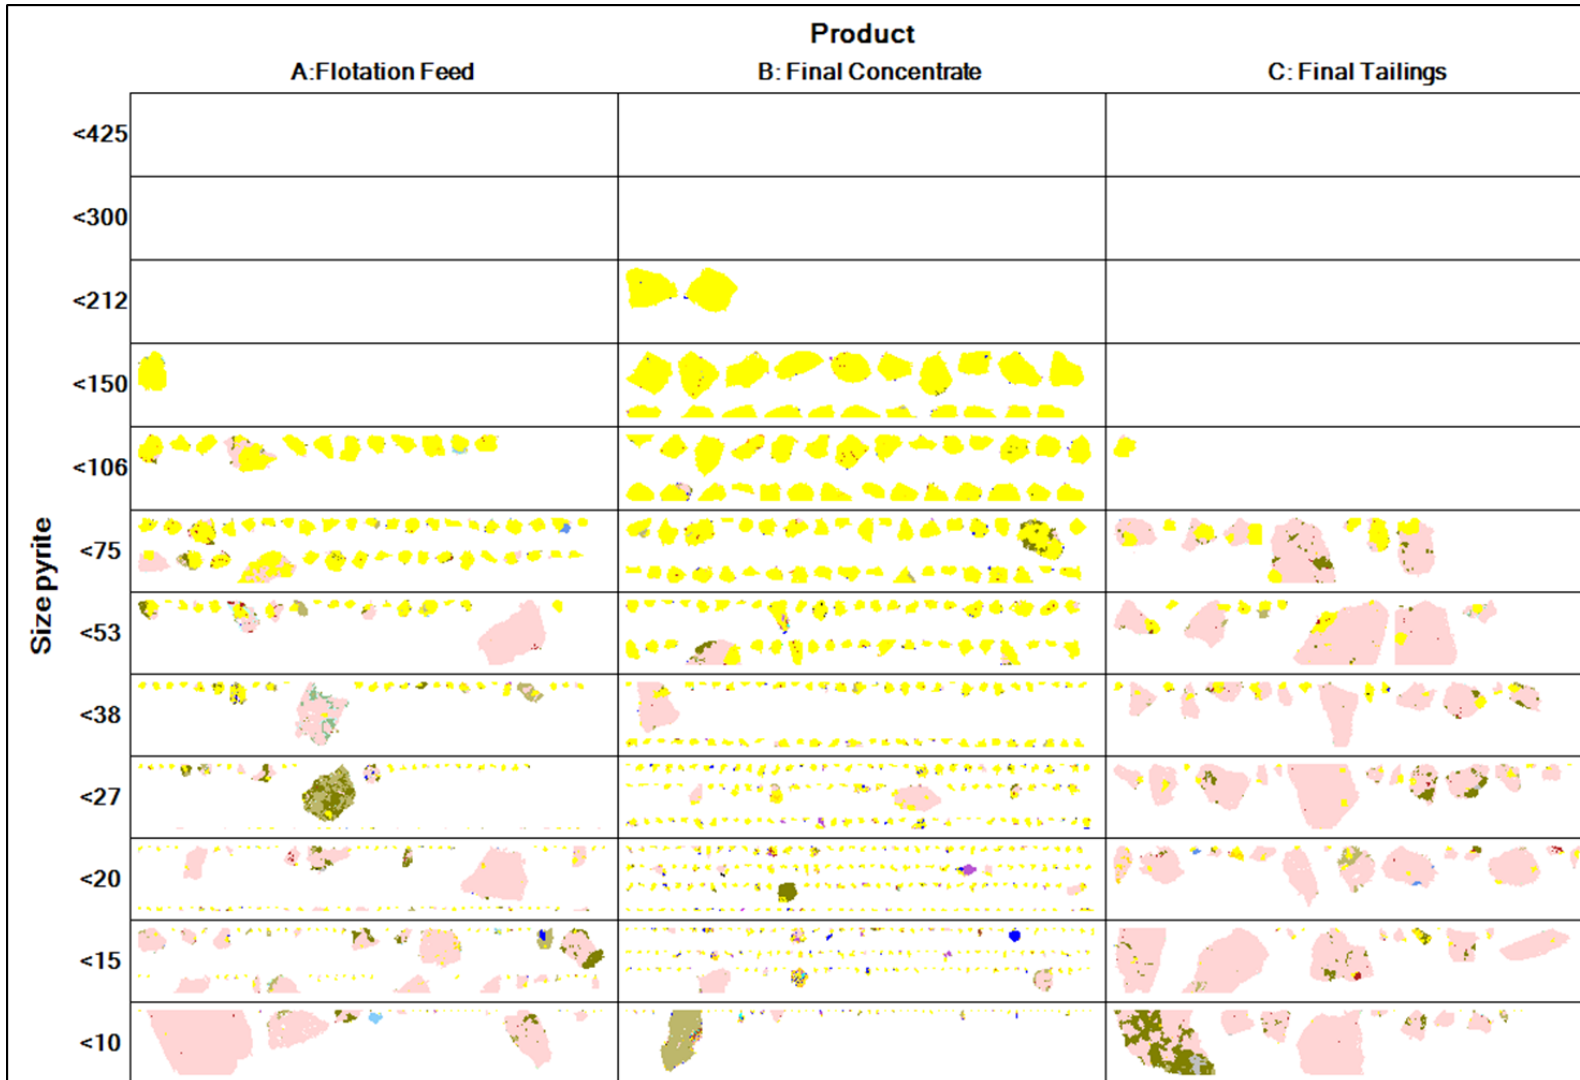 Product
A:Flotation Feed
B: Final Concentrate
C: Final Tailings
Size pyrite
<425
<300
<212
<150
<106
<75
<53
<38
<27
<20
<15
<10